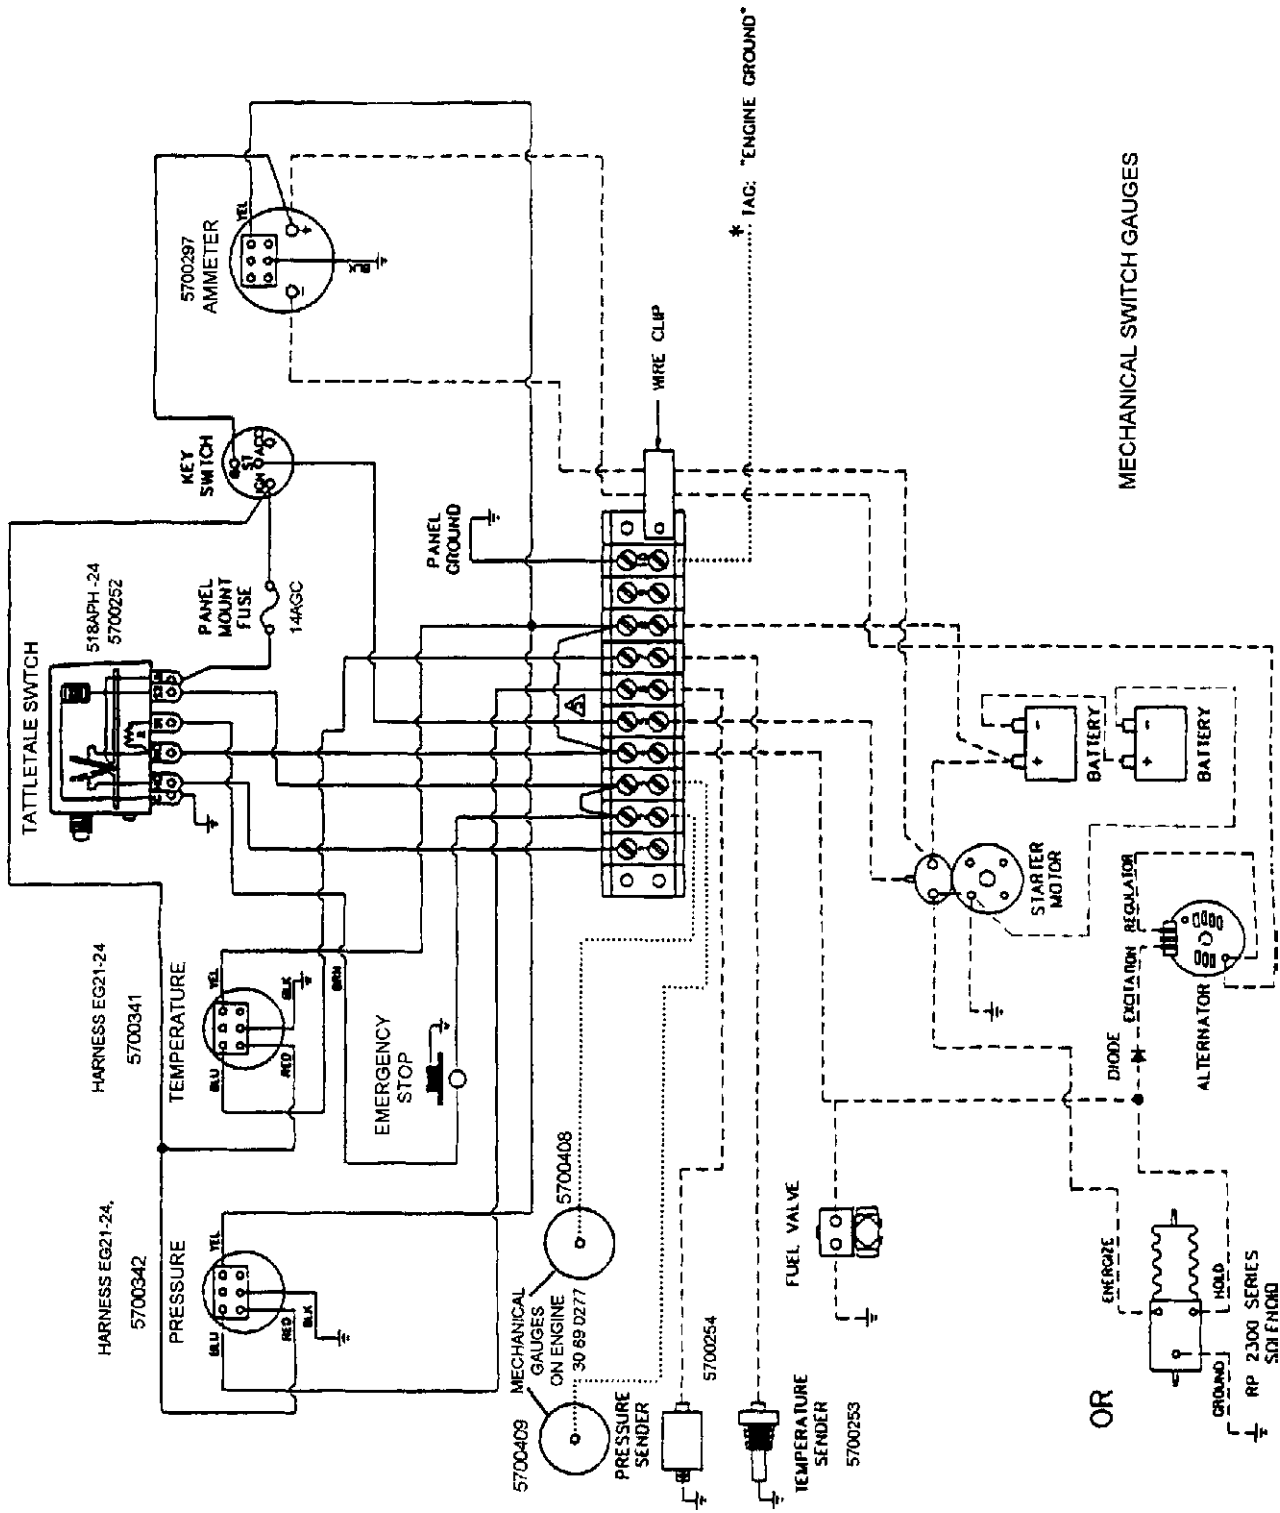 TATTLETALE SWTCH
518APH -24
5700252
PANEL
MOUNT
FUSE
14AGC
KEY
SWITCH
IGN
ST
ACC
B
5700297
AMMETER
YEL
BLK
+
-
HARNESS EG21-24,
5700342
PRESSURE
BLU
YEL
RED
BLK
HARNESS EG21-24
5700341
TEMPERATURE
BLU
YEL
RED
BLK
BRN
EMERGENCY
STOP
PANEL
GROUND
WIRE CLIP
* TAG: "ENGINE GROUND"
5700409
MECHANICAL
GAUGES
ON ENGINE
30 69 0277
5700408
PRESSURE
SENDER
5700254
TEMPERATURE
SENDER
5700253
FUEL VALVE
STARTER
MOTOR
BATTERY
+
-
BATTERY
+
-
DIODE
EXCITATION
REGULATOR
ALTERNATOR
OR
ENERGIZE
HOLD
GROUND
RP 2300 SERIES
SOLENOID
MECHANICAL SWITCH GAUGES